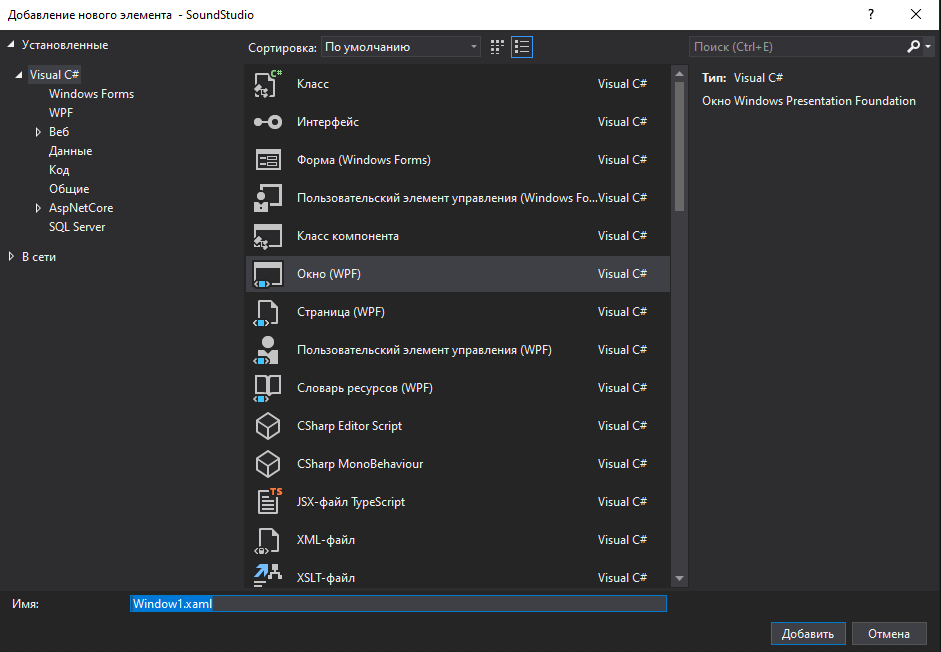 Добавление нового элемента - SoundStudio
?
Установленные
Visual C#
Windows Forms
WPF
Веб
Данные
Код
Общие
AspNetCore
SQL Server
В сети
Сортировка: По умолчанию
Поиск (Ctrl+E)
C# Класс Visual C#
Интерфейс Visual C#
Форма (Windows Forms) Visual C#
Пользовательский элемент управления (Windows Fo... Visual C#
Класс компонента Visual C#
Окно (WPF) Visual C#
Страница (WPF) Visual C#
Пользовательский элемент управления (WPF) Visual C#
Словарь ресурсов (WPF) Visual C#
CSharp Editor Script Visual C#
CSharp MonoBehaviour Visual C#
TS JSX-файл TypeScript Visual C#
XML-файл Visual C#
XSLT-файл Visual C#
Тип: Visual C#
Окно Windows Presentation Foundation
Имя: Window1.xaml
Добавить Отмена